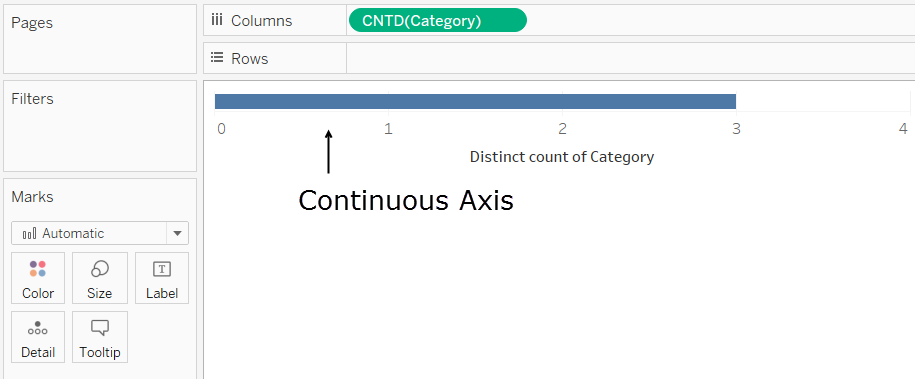 Pages
Columns
CNTD(Category)
Rows
Filters
0 1 2 3 4
Distinct count of Category
Continuous Axis
Marks
Automatic
Color Size Label
T
Detail Tooltip